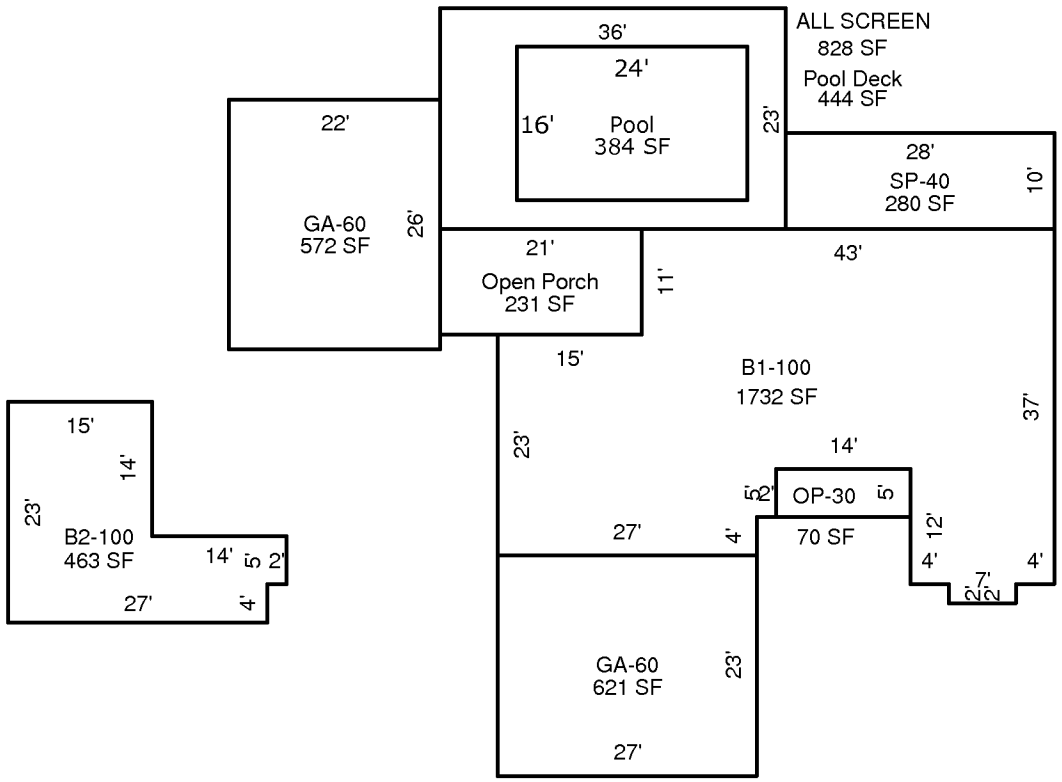 ALL SCREEN
828 SF
Pool Deck
444 SF
36'
24'
16'
Pool
384 SF
23'
22'
26'
GA-60
572 SF
28'
10'
SP-40
280 SF
21'
Open Porch
231 SF
11'
43'
15'
B1-100
1732 SF
37'
23'
14'
5'
2'
OP-30
5'
70 SF
12'
27'
4'
4'
4'
7'
2'
2'
15'
14'
23'
B2-100
463 SF
14'
5'
2'
27'
4'
GA-60
621 SF
23'
27'